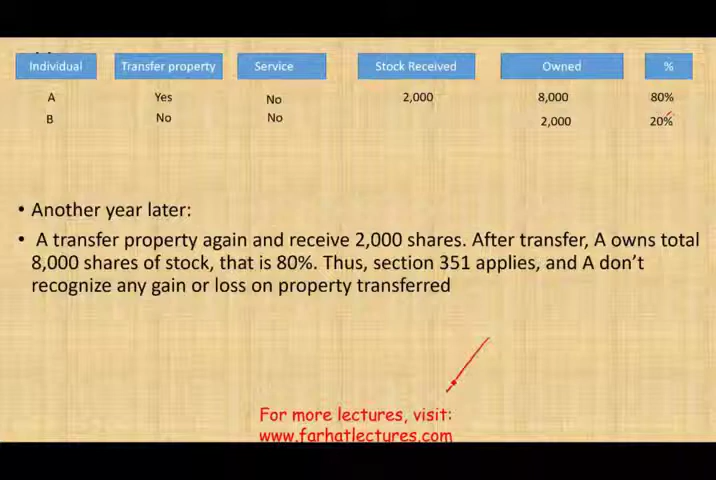 Individual Transfer property Service Stock Received Owned %
A Yes No 2,000 8,000 80%
B No No 2,000 20%
• Another year later:
• A transfer property again and receive 2,000 shares. After transfer, A owns total
8,000 shares of stock, that is 80%. Thus, section 351 applies, and A don't
recognize any gain or loss on property transferred
For more lectures, visit:
www.farhatlectures.com